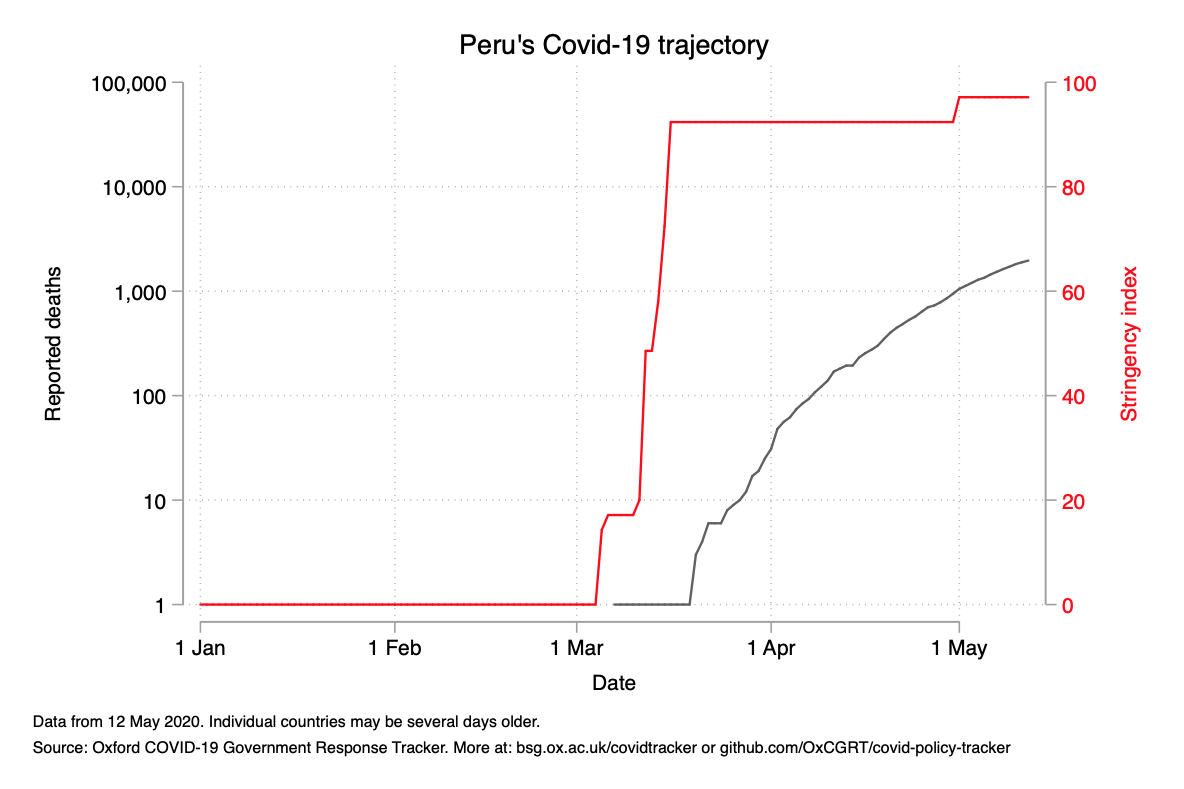 Peru's Covid-19 trajectory
100,000
10,000
1,000
100
10
1
Reported deaths
100
80
60
40
20
0
Stringency index
1 Jan
1 Feb
1 Mar
1 Apr
1 May
Date
Data from 12 May 2020. Individual countries may be several days older.
Source: Oxford COVID-19 Government Response Tracker. More at: bsg.ox.ac.uk/covidtracker or github.com/OxCGRT/covid-policy-tracker